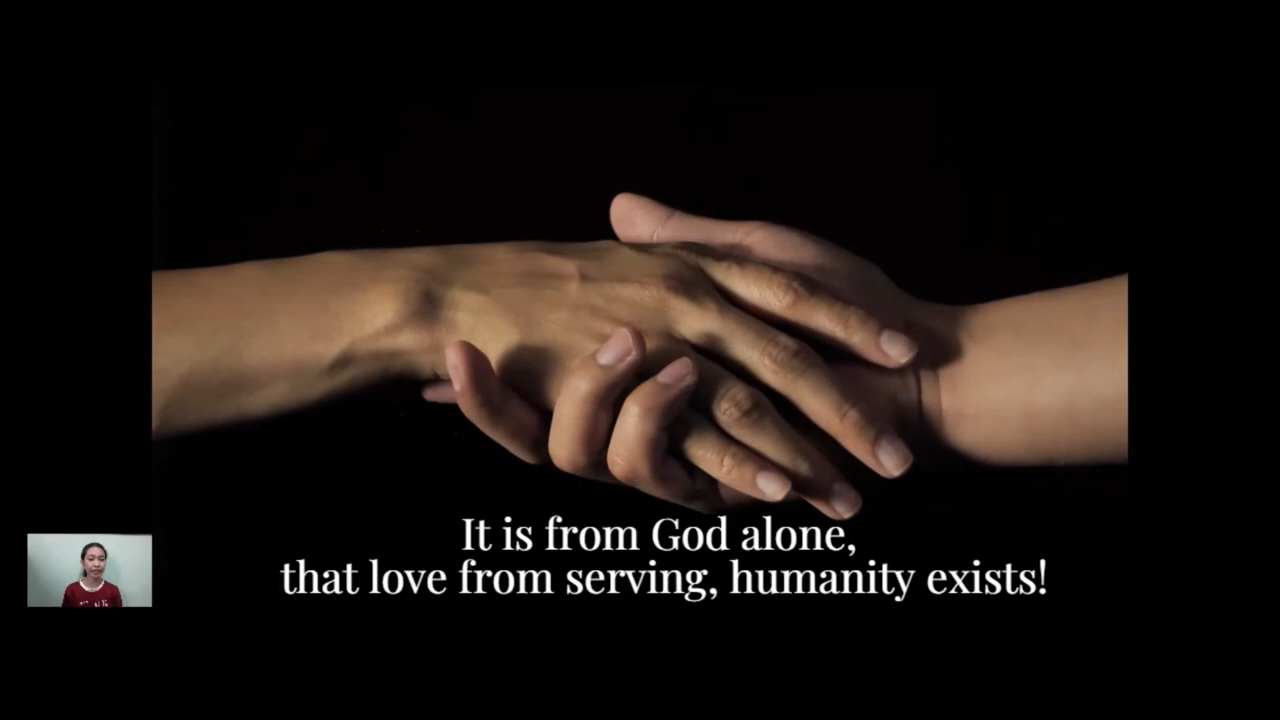 It is from God alone,
that love from serving, humanity exists!